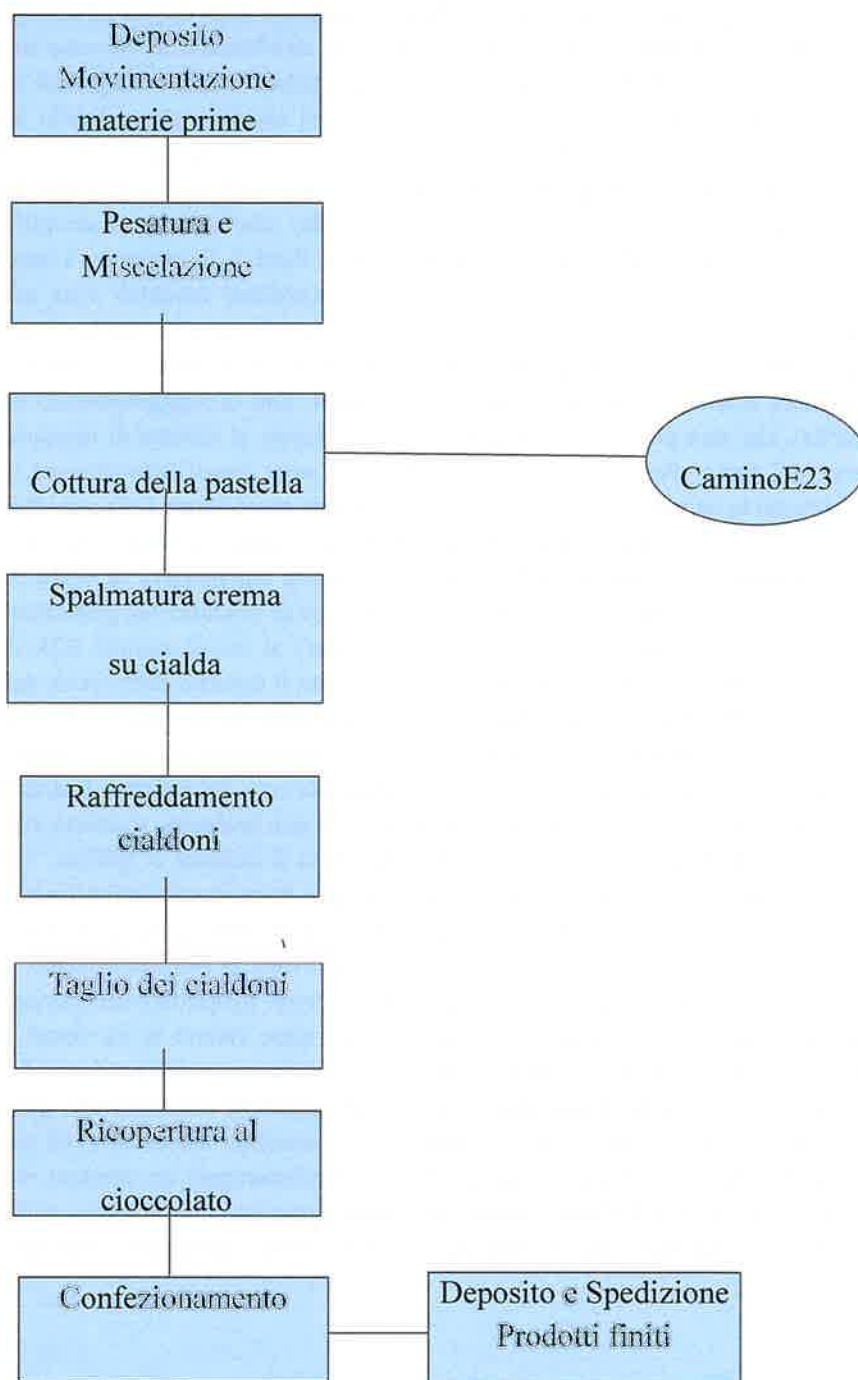 Deposito
Movimentazione
materie prime
Pesatura e
Miscelazione
Cottura della pastella
CaminoE23
Spalmatura crema
su cialda
Raffreddamento
cialdoni
Taglio dei cialdoni
Ricopertura al
cioccolato
Confezionamento
Deposito e Spedizione
Prodotti finiti